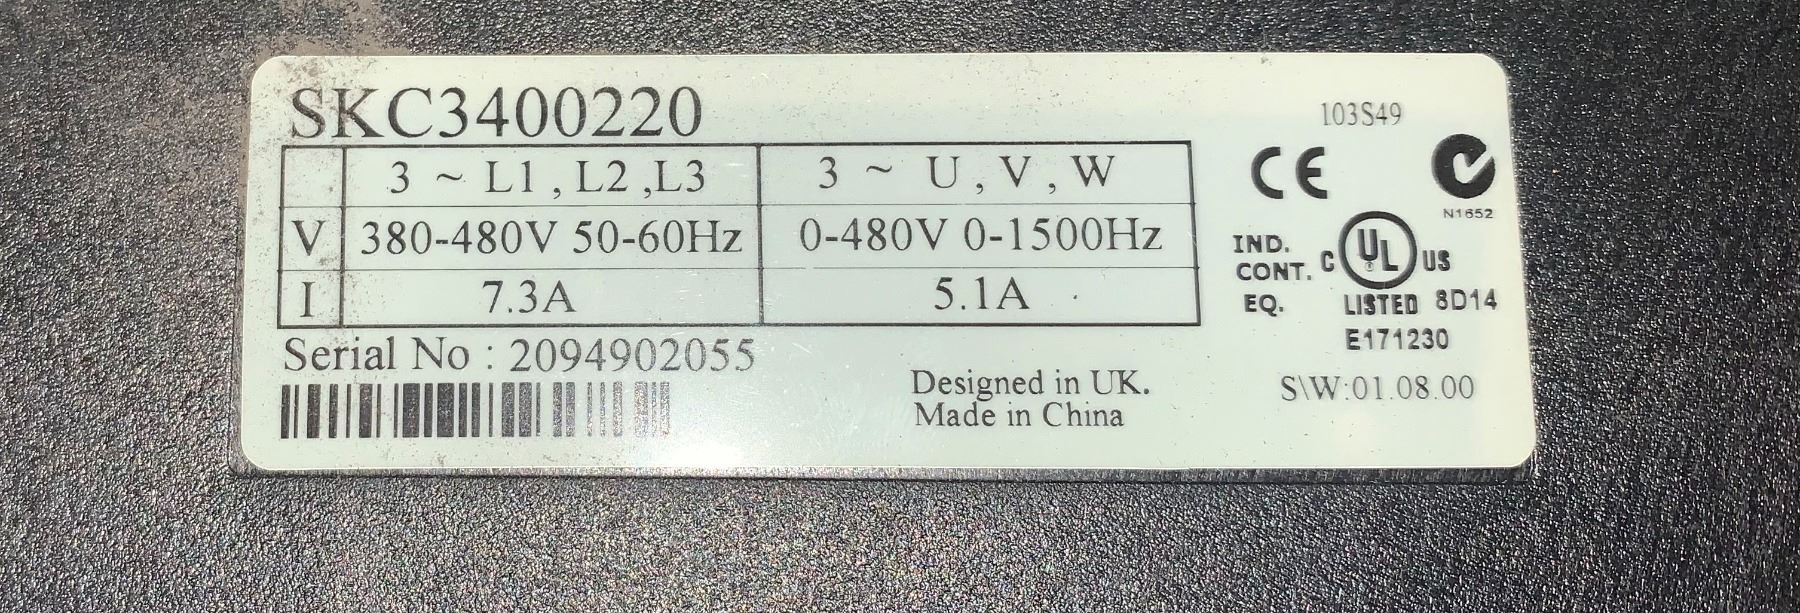 SKC3400220
103S49
3 ~ L1 , L2 ,L3
3 ~ U , V , W
V
380-480V 50-60Hz
0-480V 0-1500Hz
I
7.3A
5.1A
CE
N1652
IND.
CONT.
EQ.
C UL US
LISTED 8D14
E171230
Serial No : 2094902055
Designed in UK.
Made in China
S\W:01.08.00